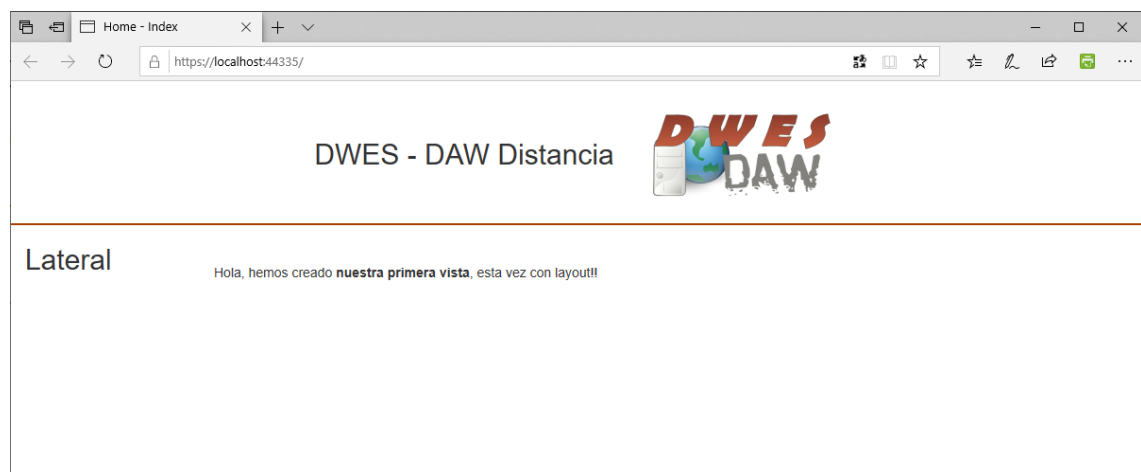 Home - Index
https://localhost:44335/
DWES - DAW Distancia
DWES
DAW
Lateral
Hola, hemos creado nuestra primera vista, esta vez con layout!!